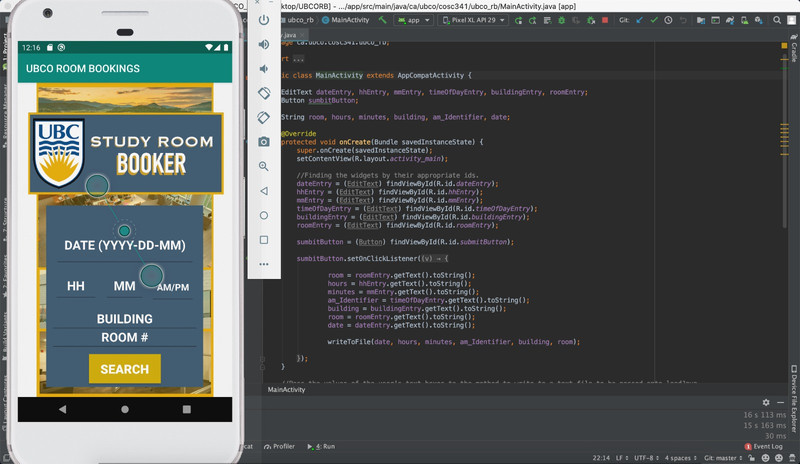 ktop/UBCORB] - .../app/src/main/java/ca/ubco/cosc341/ubco_rb/MainActivity.java [app]
ubco_rb
MainActivity
app
Pixel XL API 29
Git:
12:16
UBCO ROOM BOOKINGS
UBC
STUDY ROOM
BOOKER
DATE (YYYY-DD-MM)
HH MM AM/PM
BUILDING
ROOM #
SEARCH
.java
age ca.ubco.cosc341.ubco_rb;
rt ...
ic class MainActivity extends AppCompatActivity {
EditText dateEntry, hhEntry, mmEntry, timeOfDayEntry, buildingEntry, roomEntry;
Button sumbitButton;
String room, hours, minutes, building, am_Identifier, date;
@Override
protected void onCreate(Bundle savedInstanceState) {
super.onCreate(savedInstanceState);
setContentView(R.layout.activity_main);
//Finding the widgets by their appropriate ids.
dateEntry = (EditText) findViewById(R.id.dateEntry);
hhEntry = (EditText) findViewById(R.id.hhEntry);
mmEntry = (EditText) findViewById(R.id.mmEntry);
timeOfDayEntry = (EditText) findViewById(R.id.timeOfDayEntry);
buildingEntry = (EditText) findViewById(R.id.buildingEntry);
roomEntry = (EditText) findViewById(R.id.roomEntry);
sumbitButton = (Button) findViewById(R.id.submitButton);
sumbitButton.setOnClickListener((v) → {
room = roomEntry.getText().toString();
hours = hhEntry.getText().toString();
minutes = mmEntry.getText().toString();
am_Identifier = timeOfDayEntry.getText().toString();
building = buildingEntry.getText().toString();
room = roomEntry.getText().toString();
date = dateEntry.getText().toString();
writeToFile(date, hours, minutes, am_Identifier, building, room);
});
}
MainActivity
16 s 113 ms
15 s 163 ms
30 ms
cat
Profiler
4: Run
Event Log
22:14 LF UTF-8 4 spaces Git: master
Gradle
Device File Explorer